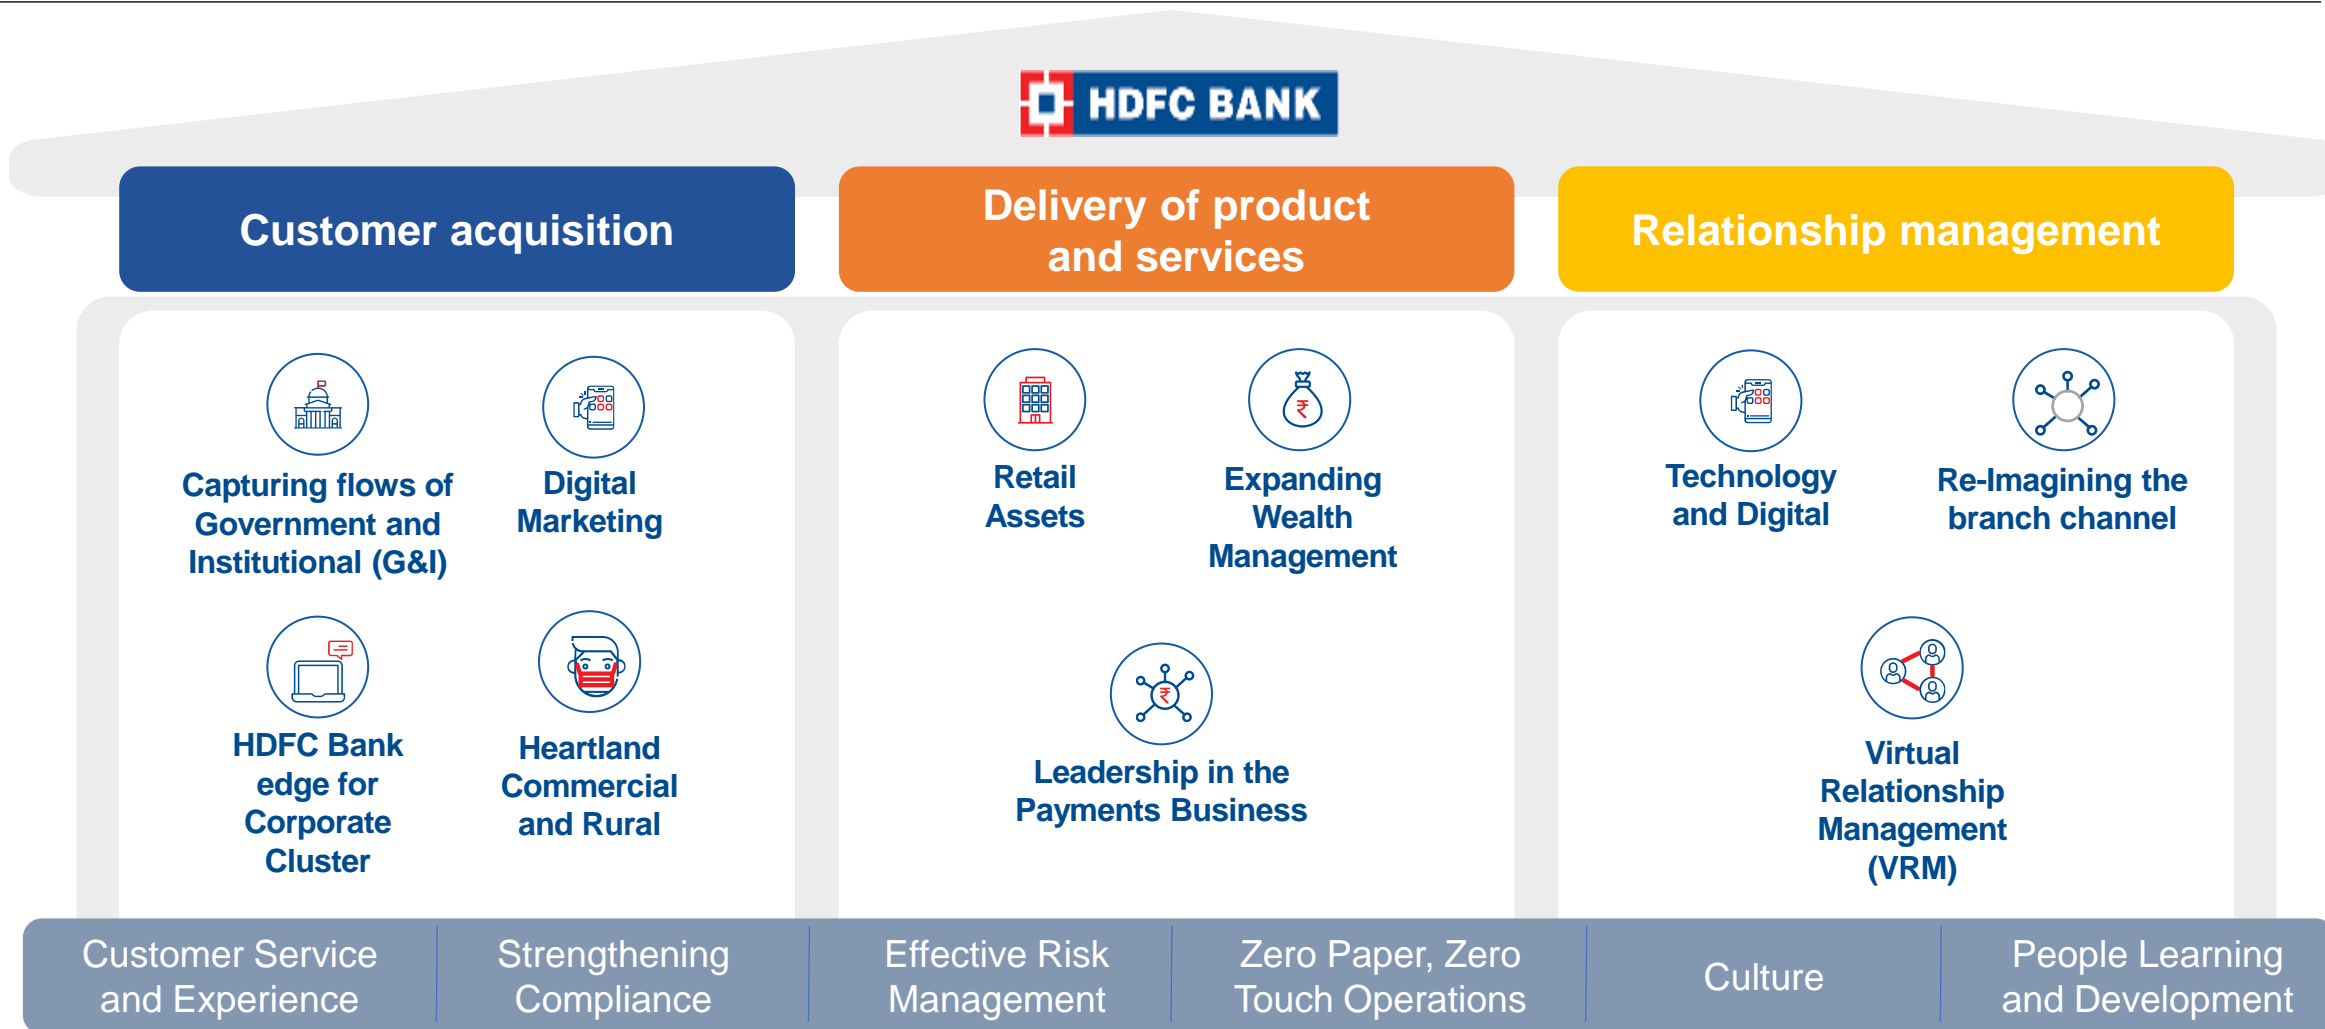 HDFC BANK
Customer acquisition
Delivery of product
and services
Relationship management
Capturing flows of
Government and
Institutional (G&I)
Digital
Marketing
HDFC Bank
edge for
Corporate
Cluster
Heartland
Commercial
and Rural
Retail
Assets
Expanding
Wealth
Management
₹
Leadership in the
Payments Business
₹
Technology
and Digital
Re-Imagining the
branch channel
Virtual
Relationship
Management
(VRM)
Customer Service
and Experience
Strengthening
Compliance
Effective Risk
Management
Zero Paper, Zero
Touch Operations
Culture
People Learning
and Development